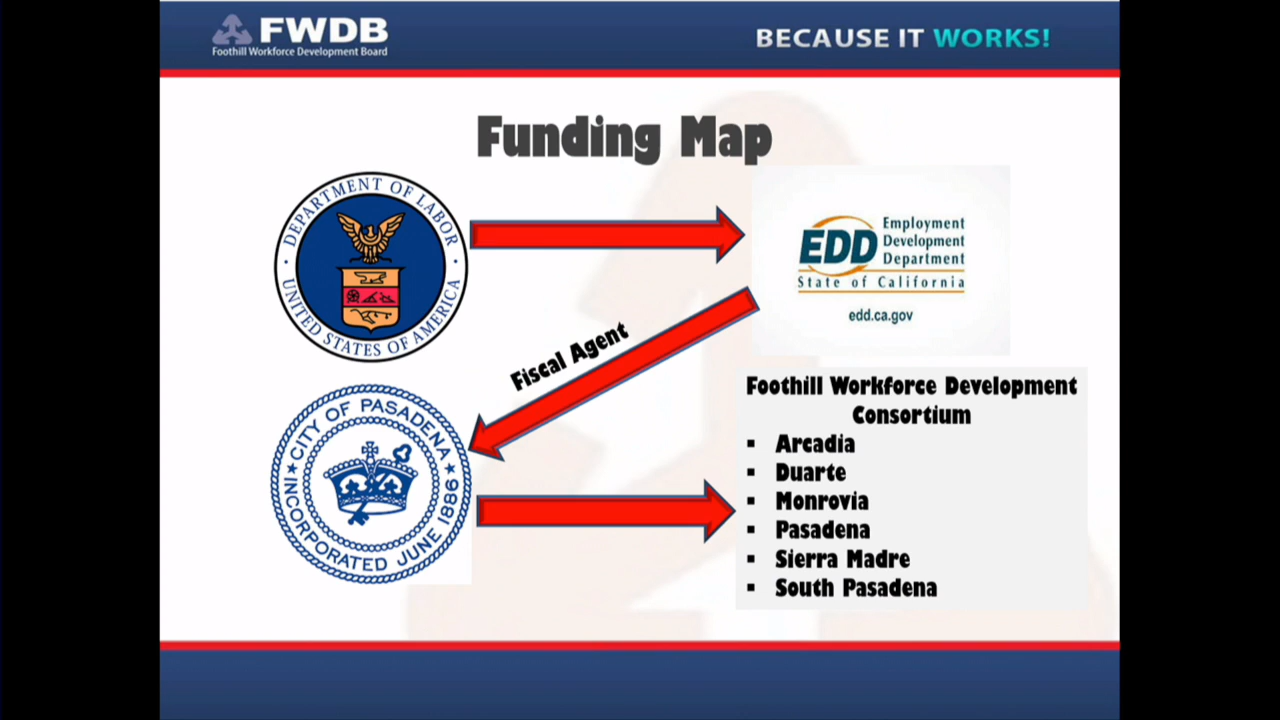 FWDB
Foothill Workforce Development Board
BECAUSE IT WORKS!
Funding Map
DEPARTMENT OF LABOR
UNITED STATES OF AMERICA
EDD
Employment
Development
Department
State of California
edd.ca.gov
Fiscal Agent
CITY OF PASADENA
INCORPORATED JUNE 1886
Foothill Workforce Development
Consortium
▪ Arcadia
▪ Duarte
▪ Monrovia
▪ Pasadena
▪ Sierra Madre
▪ South Pasadena